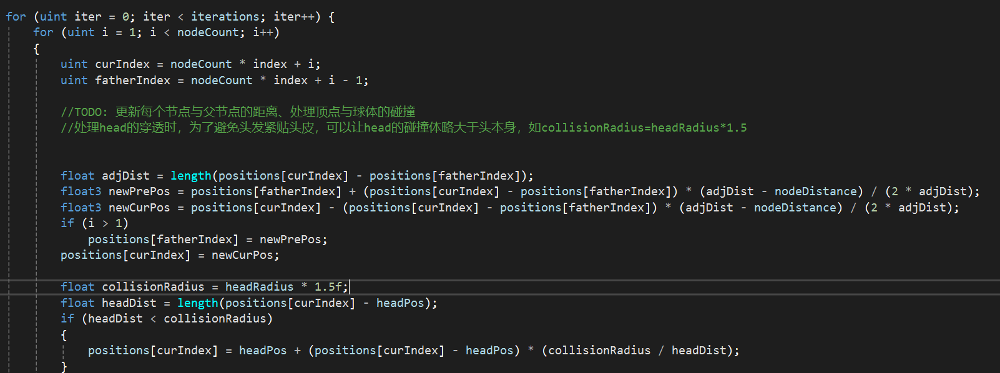 for (uint iter = 0; iter < iterations; iter++) {
for (uint i = 1; i < nodeCount; i++)
{
uint curIndex = nodeCount * index + i;
uint fatherIndex = nodeCount * index + i - 1;
//TODO: 更新每个节点与父节点的距离、处理顶点与球体的碰撞
//处理head的穿透时，为了避免头发紧贴头皮，可以让head的碰撞体略大于头本身，如collisionRadius=headRadius*1.5
float adjDist = length(positions[curIndex] - positions[fatherIndex]);
float3 newPrePos = positions[fatherIndex] + (positions[curIndex] - positions[fatherIndex]) * (adjDist - nodeDistance) / (2 * adjDist);
float3 newCurPos = positions[curIndex] - (positions[curIndex] - positions[fatherIndex]) * (adjDist - nodeDistance) / (2 * adjDist);
if (i > 1)
positions[fatherIndex] = newPrePos;
positions[curIndex] = newCurPos;
float collisionRadius = headRadius * 1.5f;
float headDist = length(positions[curIndex] - headPos);
if (headDist < collisionRadius)
{
positions[curIndex] = headPos + (positions[curIndex] - headPos) * (collisionRadius / headDist);
}